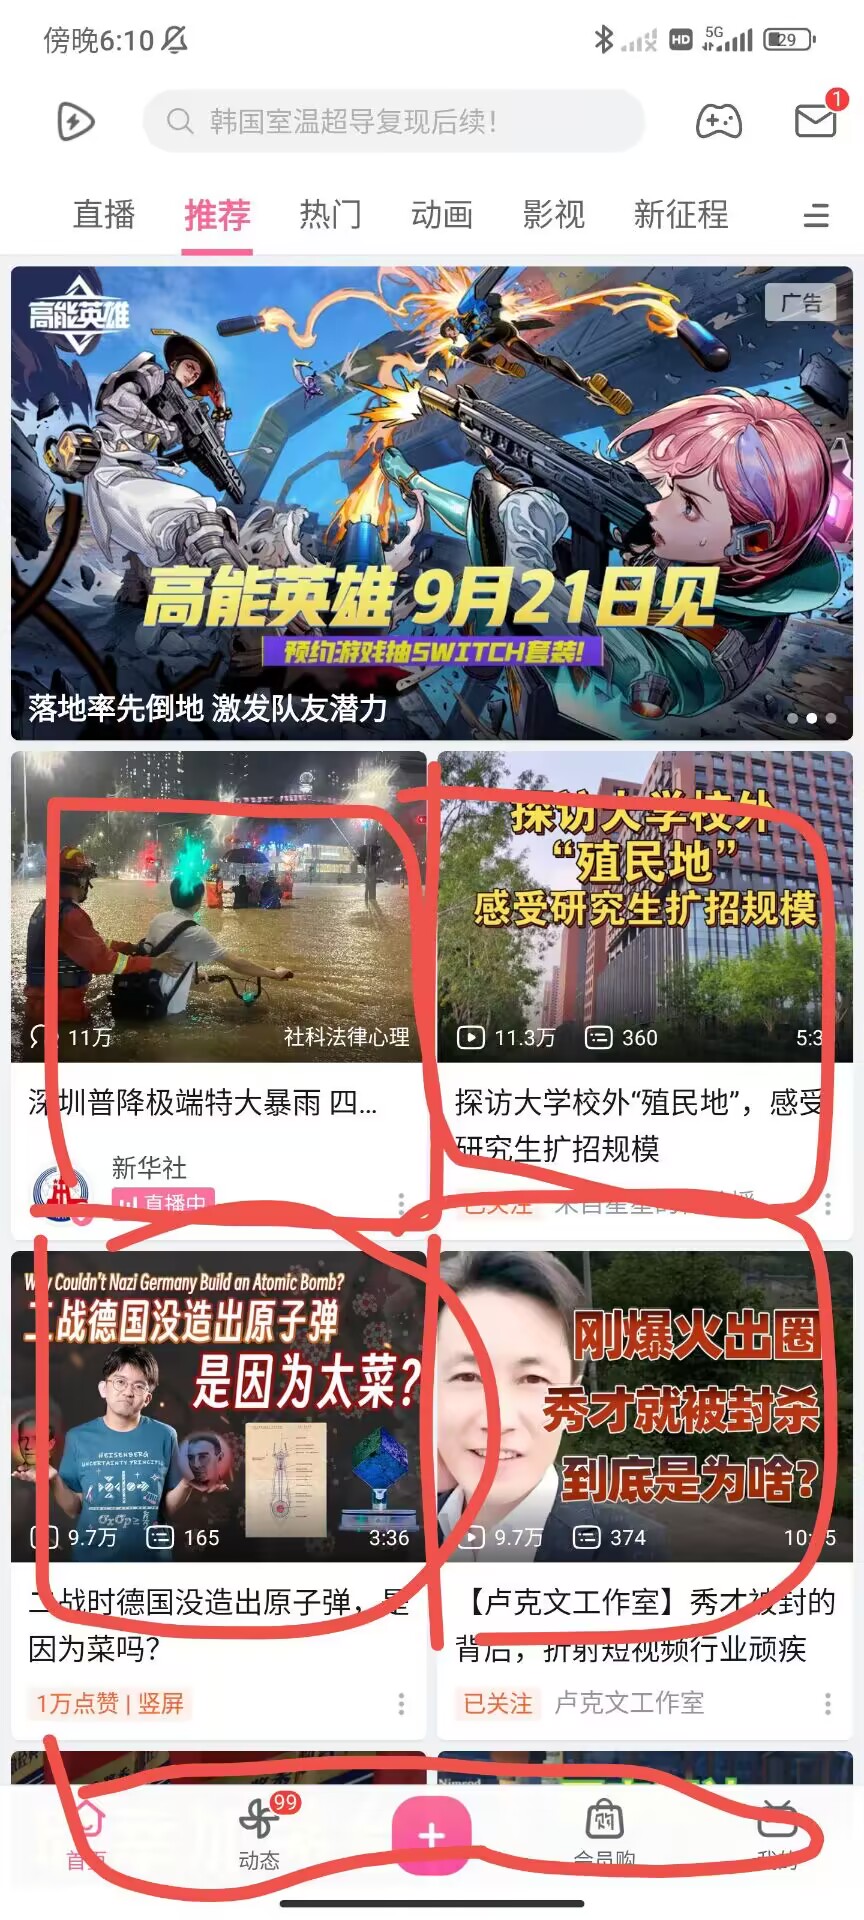 傍晚6:10
HD
5G
29
韩国室温超导复现后续！
1
直播
推荐
热门
动画
影视
新征程
高能英雄
广告
高能英雄 9月21日见
预约游戏抽SWITCH套装!
落地率先倒地 激发队友潜力
11万
社科法律心理
深圳普降极端特大暴雨 四...
新华社
直播中
探访大学校外
“殖民地”
感受研究生扩招规模
11.3万
360
5:3
探访大学校外“殖民地”，感受
研究生扩招规模
已关注
Why Couldn't Nazi Germany Build an Atomic Bomb?
二战德国没造出原子弹
是因为太菜?
HEISENBERG
UNCERTAINTY PRINCIPLE
9.7万
165
3:36
二战时德国没造出原子弹，是
因为菜吗？
1万点赞 | 竖屏
刚爆火出圈
秀才就被封杀
到底是为啥?
9.7万
374
【卢克文工作室】秀才被封的
背后，折射短视频行业顽疾
已关注
卢克文工作室
首页
99
动态
购
会员购
我的